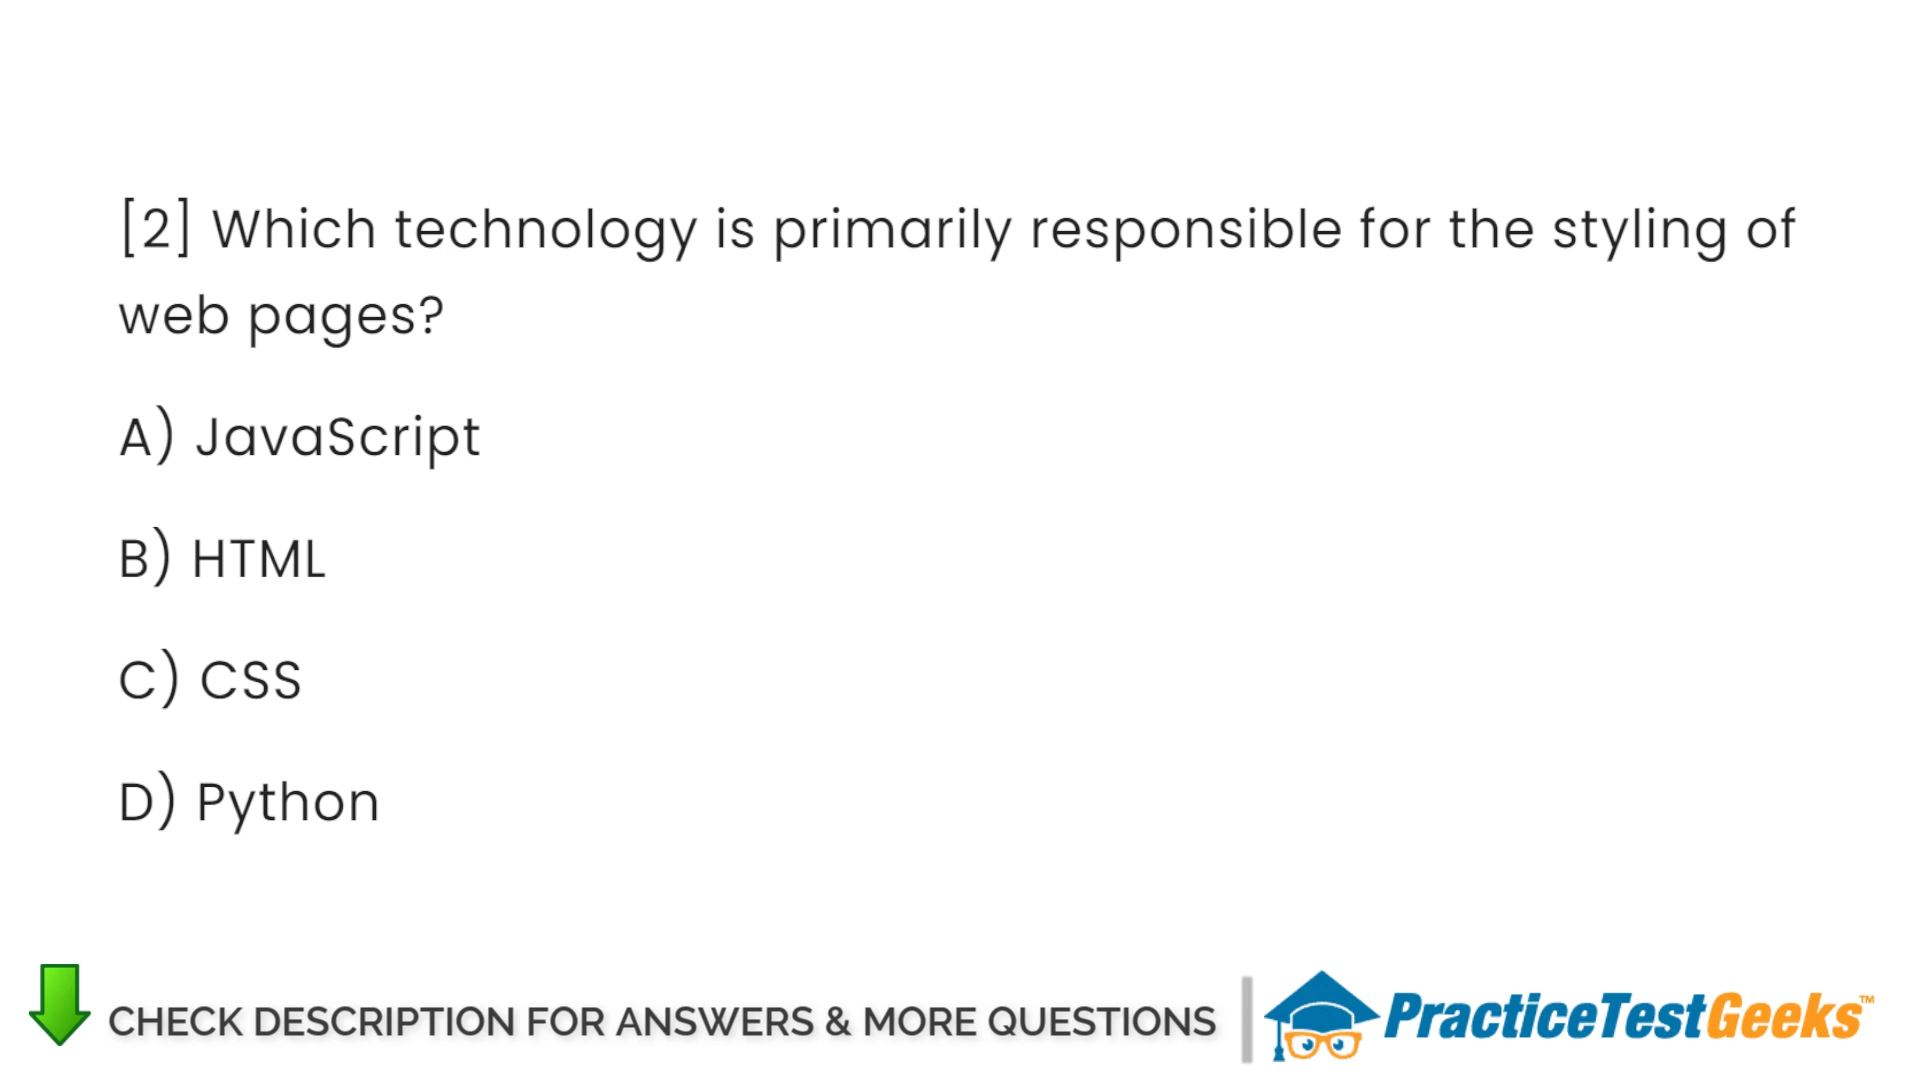 [2] Which technology is primarily responsible for the styling of
web pages?
A) JavaScript
B) HTML
C) CSS
D) Python
CHECK DESCRIPTION FOR ANSWERS & MORE QUESTIONS
PracticeTestGeeks™